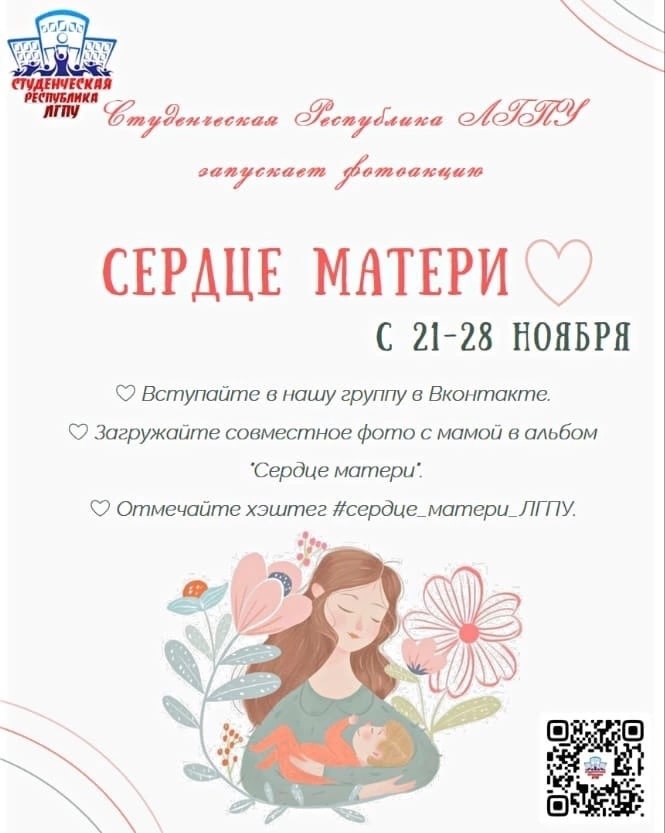 СТУДЕНЧЕСКАЯ
РЕСПУБЛИКА
ЛГПУ
Студенческая Республика ЛГПУ
запускает фотоакцию
СЕРДЦЕ МАТЕРИ
С 21-28 НОЯБРЯ
♡ Вступайте в нашу группу в Вконтакте.
♡ Загружайте совместное фото с мамой в альбом
"Сердце матери".
♡ Отмечайте хэштег #сердце_матери_ЛГПУ.